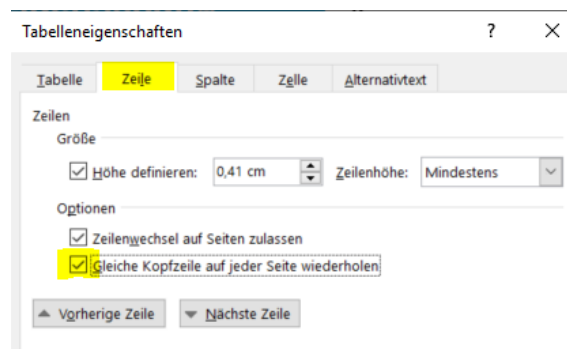 Tabelleneigenschaften ? ×
Tabelle Zeile Spalte Zelle Alternativtext
Zeilen
Größe
Höhe definieren: 0,41 cm Zeilenhöhe: Mindestens
Optionen
Zeilenwechsel auf Seiten zulassen
Gleiche Kopfzeile auf jeder Seite wiederholen
Vorherige Zeile Nächste Zeile